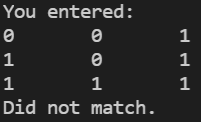 You entered:
0 0 1
1 0 1
1 1 1
Did not match.